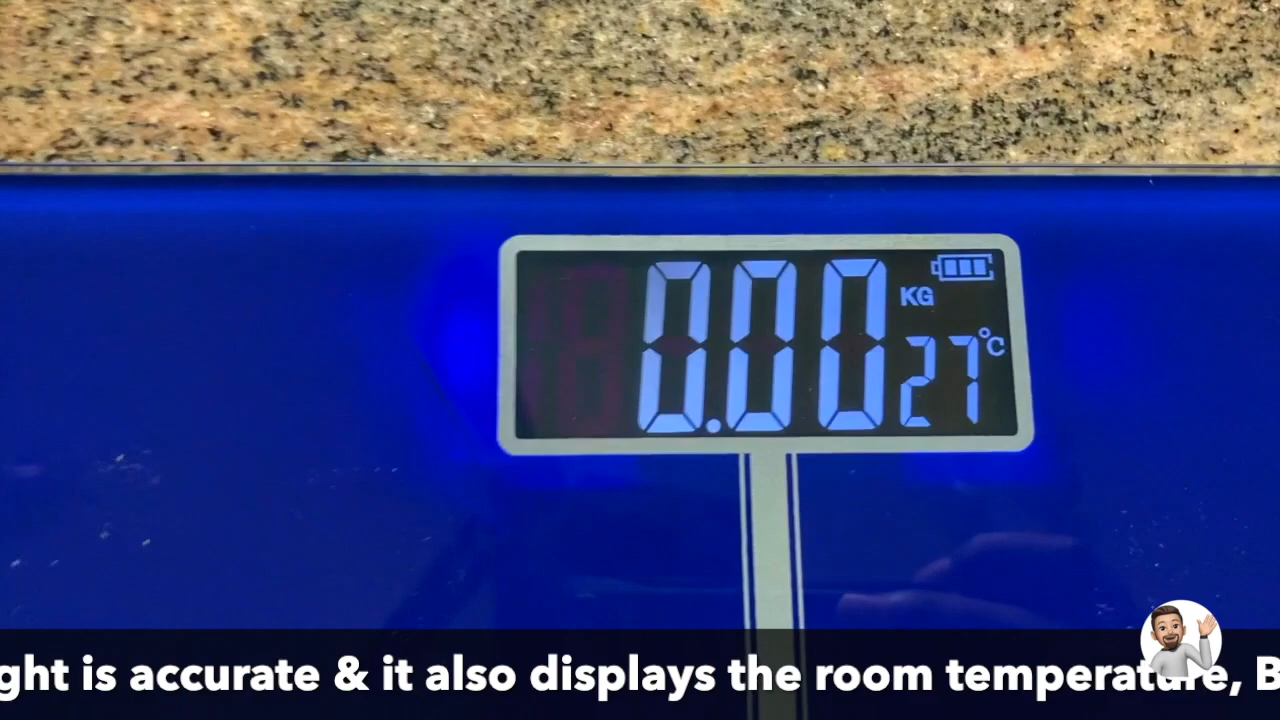 0.00 KG
27 °C
ght is accurate & it also displays the room temperature, B